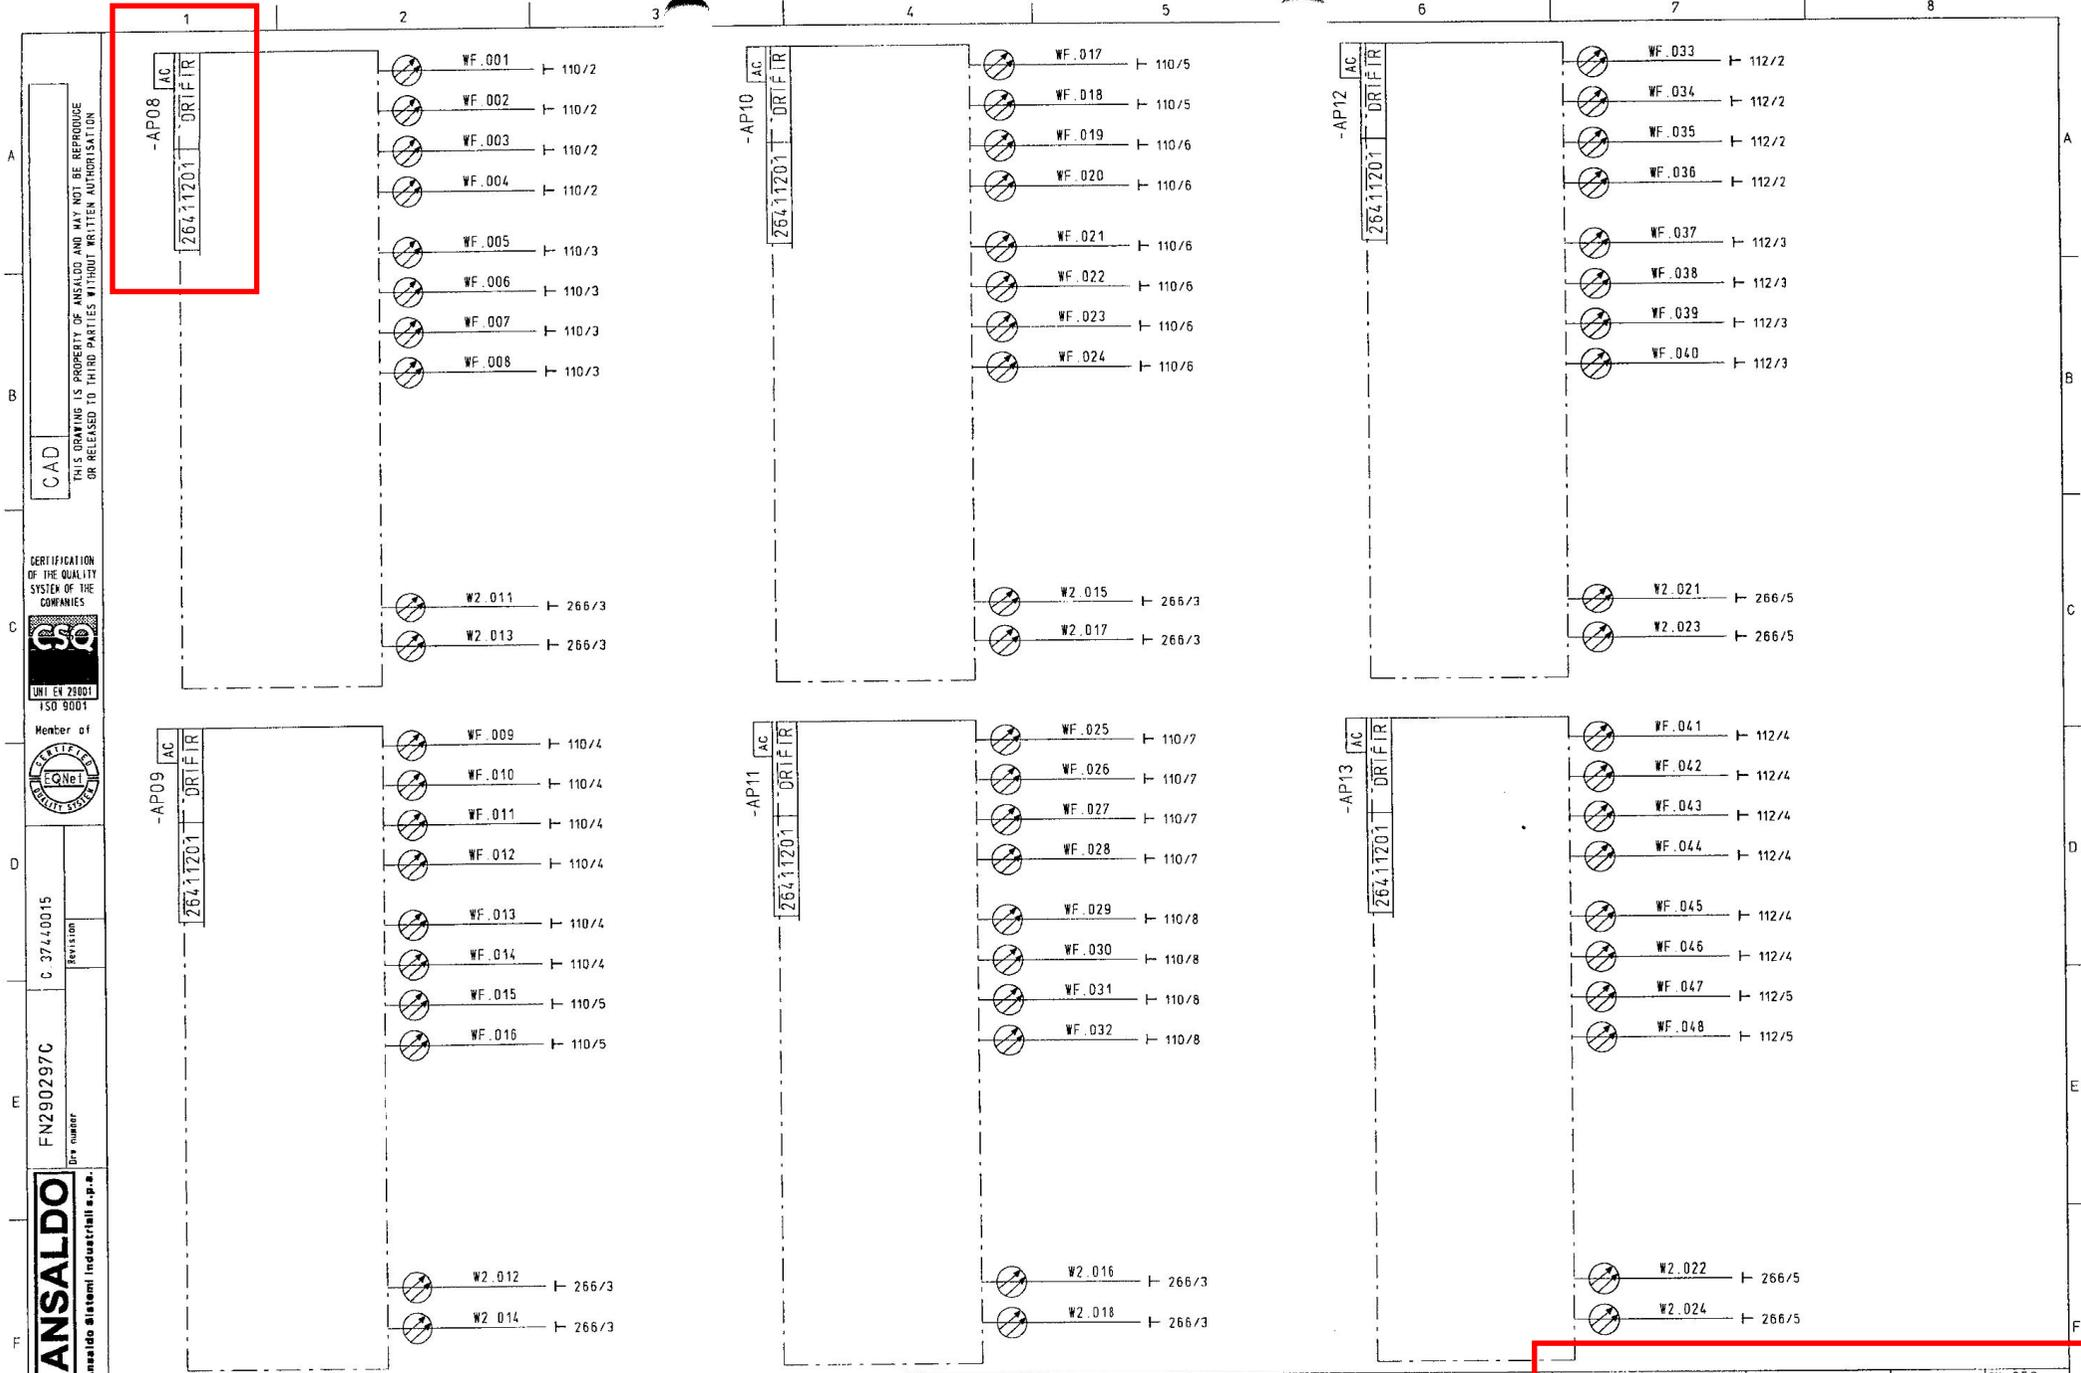 1 2 3 4 5 6 7 8
A
B
C
D
E
F
A
B
C
D
E
F
CAD
THIS DRAWING IS PROPERTY OF ANSALDO AND MAY NOT BE REPRODUCE
OR RELEASED TO THIRD PARTIES WITHOUT WRITTEN AUTHORISATION
CERTIFICATION
OF THE QUALITY
SYSTEM OF THE
COMPANIES
CSQ
UNI EN 29001
ISO 9001
Member of
CERTIFIED
EQNet
QUALITY SYSTEM
C. 37440015
Revision
FN290297C
Drw number
ANSALDO
Ansaldo Sistemi Industriali s.p.a.
-AP08
AC
26411201 DRIFIR
WF.001 110/2
WF.002 110/2
WF.003 110/2
WF.004 110/2
WF.005 110/3
WF.006 110/3
WF.007 110/3
WF.008 110/3
W2.011 266/3
W2.013 266/3
-AP09
AC
26411201 DRIFIR
WF.009 110/4
WF.010 110/4
WF.011 110/4
WF.012 110/4
WF.013 110/4
WF.014 110/4
WF.015 110/5
WF.016 110/5
W2.012 266/3
W2 014 266/3
-AP10
AC
26411201 DRIFIR
WF.017 110/5
WF.018 110/5
WF.019 110/6
WF.020 110/6
WF.021 110/6
WF.022 110/6
WF.023 110/6
WF.024 110/6
W2.015 266/3
W2.017 266/3
-AP11
AC
26411201 DRIFIR
WF.025 110/7
WF.026 110/7
WF.027 110/7
WF.028 110/7
WF.029 110/8
WF.030 110/8
WF.031 110/8
WF.032 110/8
W2.016 266/3
W2.018 266/3
-AP12
AC
26411201 DRIFIR
WF.033 112/2
WF.034 112/2
WF.035 112/2
WF.036 112/2
WF.037 112/3
WF.038 112/3
WF.039 112/3
WF.040 112/3
W2.021 266/5
W2.023 266/5
-AP13
AC
26411201 DRIFIR
WF.041 112/4
WF.042 112/4
WF.043 112/4
WF.044 112/4
WF.045 112/4
WF.046 112/4
WF.047 112/5
WF.048 112/5
W2.022 266/5
W2.024 266/5